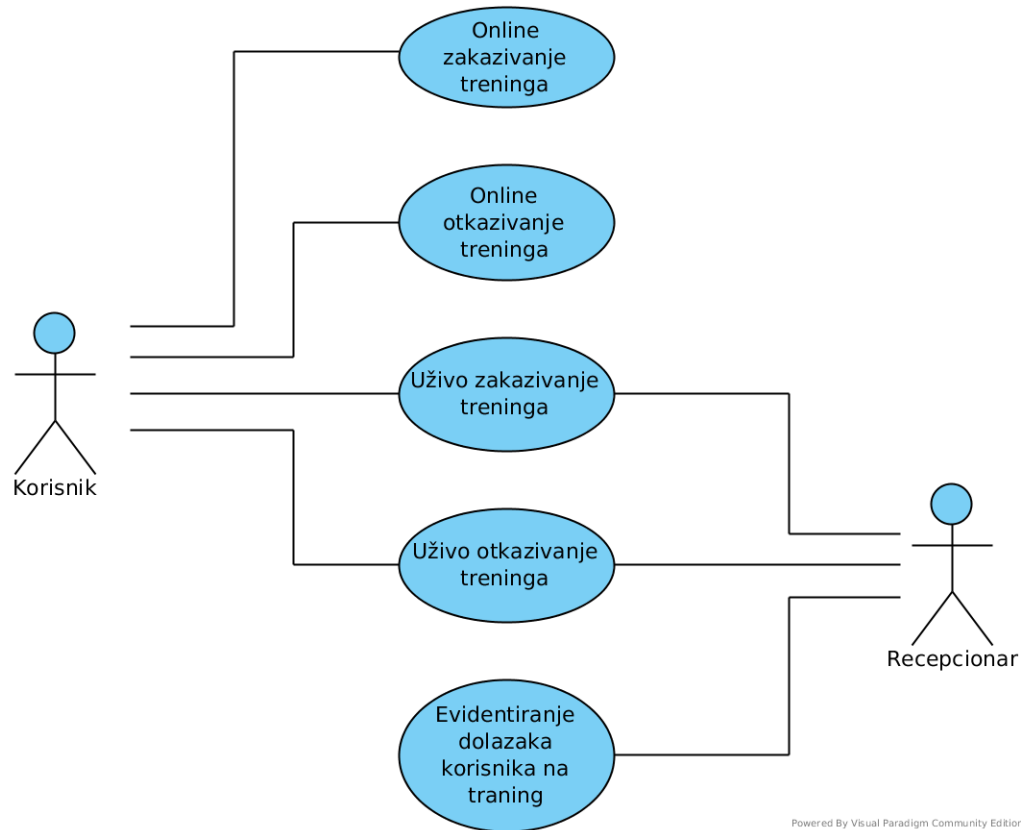 Online
zakazivanje
treninga
Online
otkazivanje
treninga
Uživo zakazivanje
treninga
Korisnik
Uživo otkazivanje
treninga
Recepcionar
Evidentiranje
dolazaka
korisnika na
traning
Powered By Visual Paradigm Community Edition